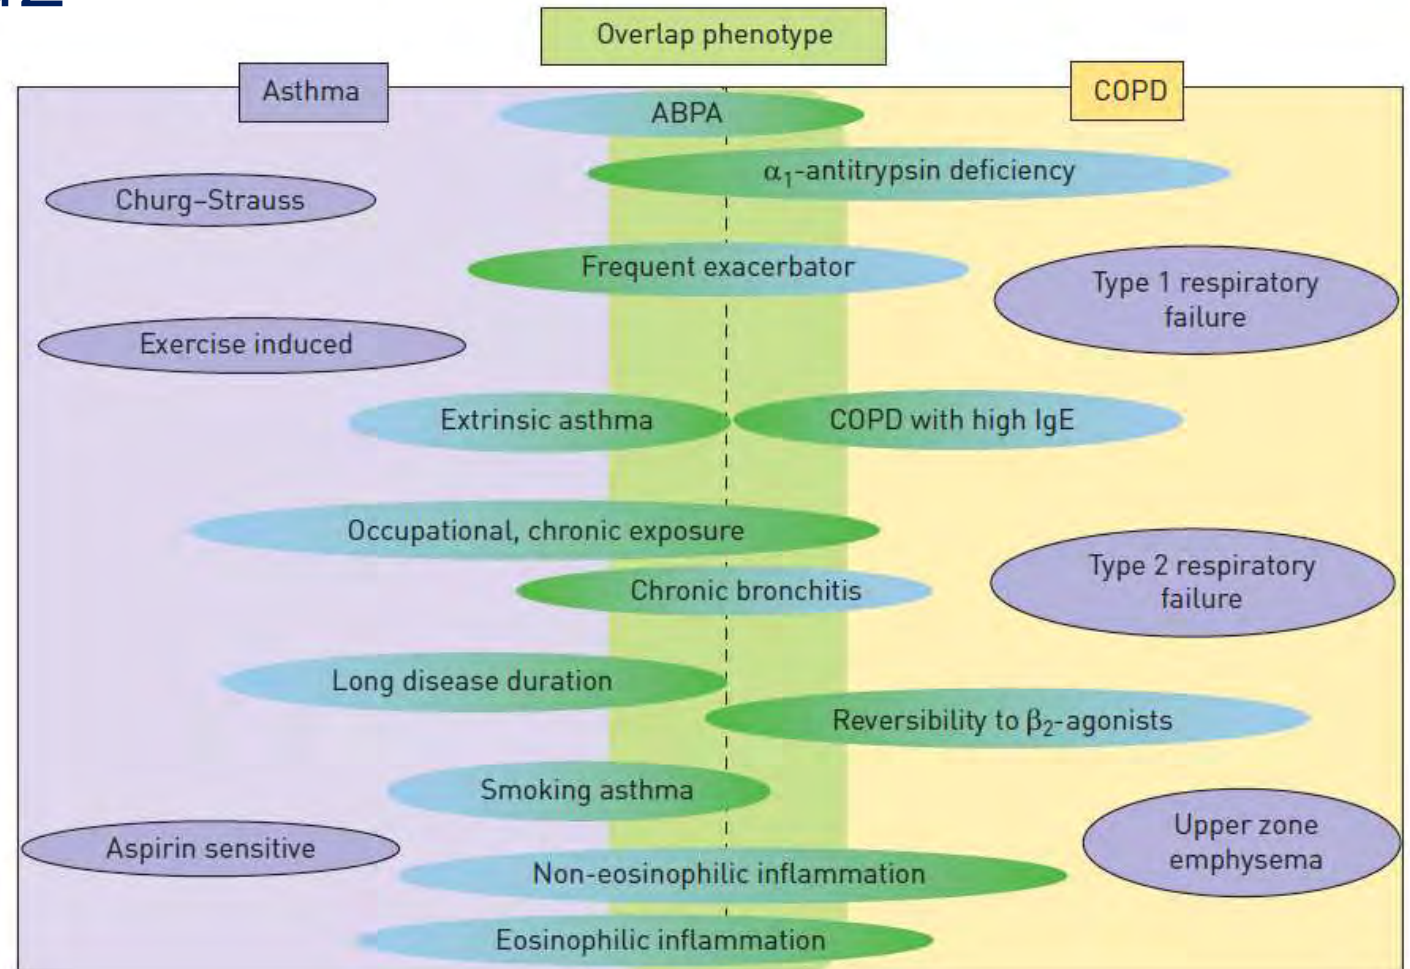 Overlap phenotype
Asthma
COPD
ABPA
α₁-antitrypsin deficiency
Churg–Strauss
Frequent exacerbator
Type 1 respiratory
failure
Exercise induced
Extrinsic asthma
COPD with high IgE
Occupational, chronic exposure
Type 2 respiratory
failure
Chronic bronchitis
Long disease duration
Reversibility to β₂-agonists
Smoking asthma
Upper zone
emphysema
Aspirin sensitive
Non-eosinophilic inflammation
Eosinophilic inflammation